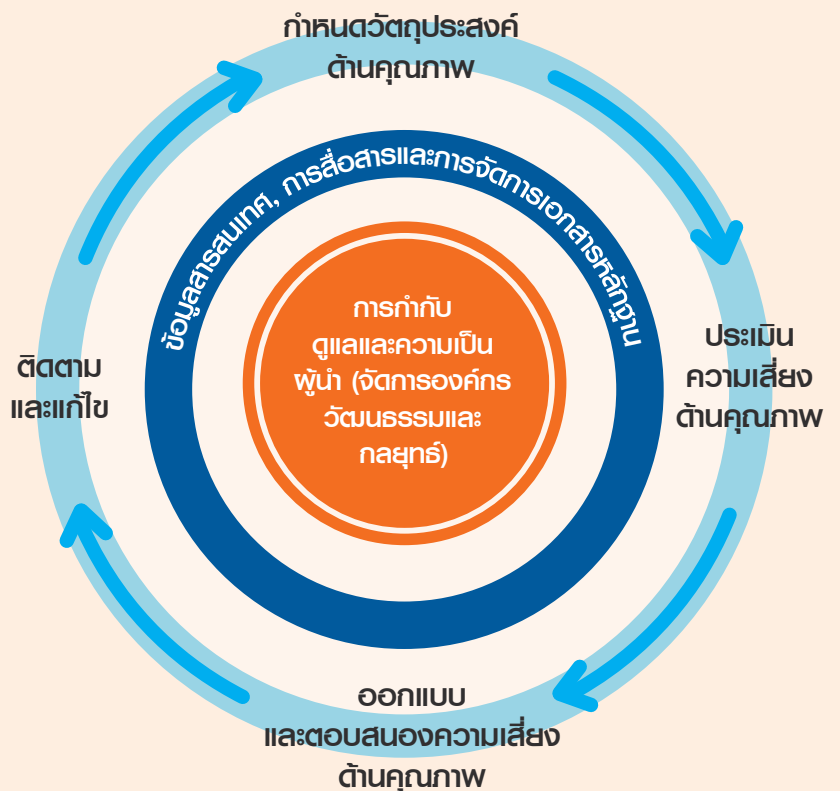 กำหนดวัตถุประสงค์
ด้านคุณภาพ
ข้อมูลสารสนเทศ, การสื่อสารและการจัดการเอกสารหลักฐาน
การกำกับ
ดูแลและความเป็น
ผู้นำ (จัดการองค์กร
วัฒนธรรมและ
กลยุทธ์)
ประเมิน
ความเสี่ยง
ด้านคุณภาพ
ติดตาม
และแก้ไข
ออกแบบ
และตอบสนองความเสี่ยง
ด้านคุณภาพ